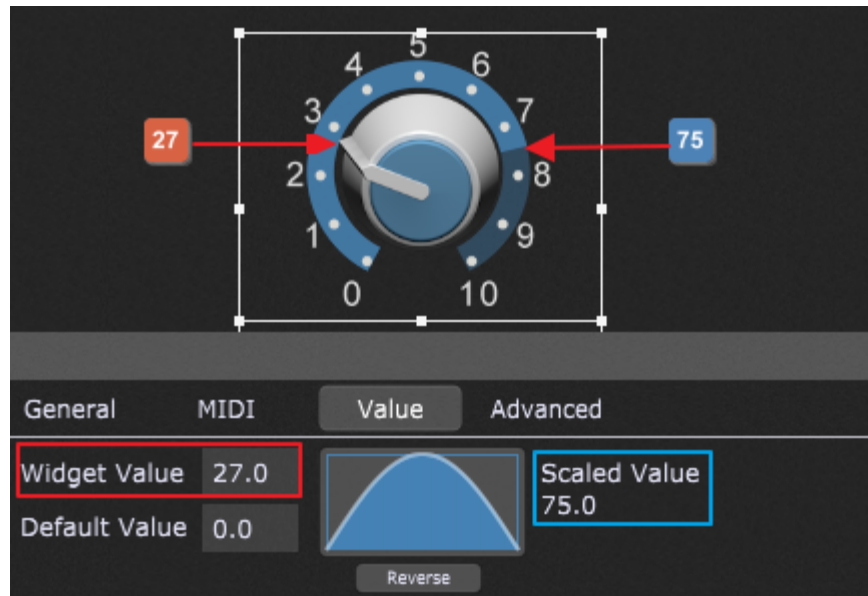 5
4
6
3
7
27
75
2
8
1
9
0
10
General
MIDI
Value
Advanced
Widget Value
27.0
Scaled Value
75.0
Default Value
0.0
Reverse